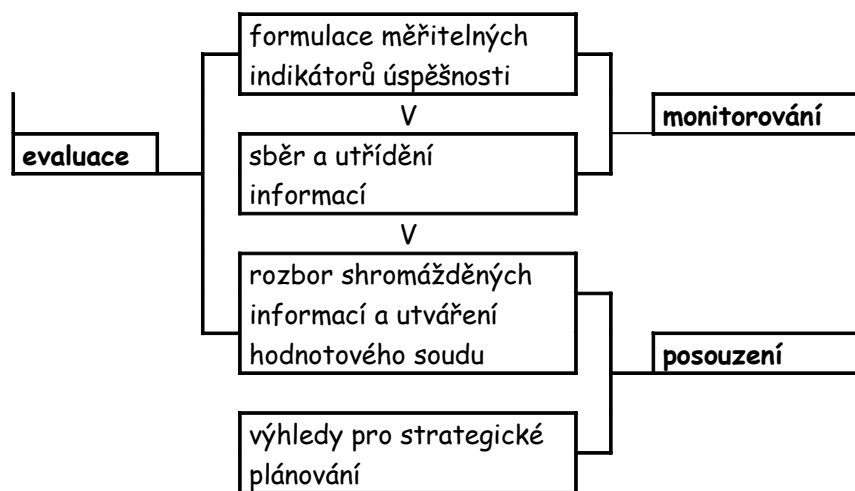 formulace měřitelných
indikátorů úspěšnosti
V
monitorování
evaluace
sběr a utřídění
informací
V
rozbor shromážděných
informací a utváření
hodnotového soudu
posouzení
výhledy pro strategické
plánování